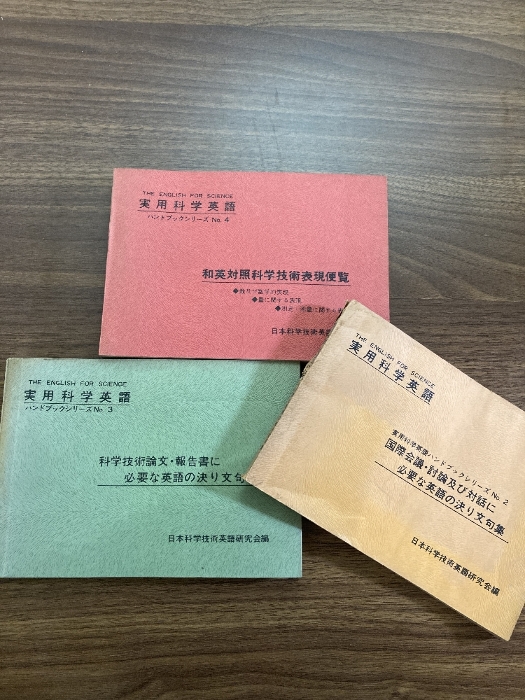 THE ENGLISH FOR SCIENCE
実用科学英語
ハンドブックシリーズ No. 4
和英対照科学技術表現便覧
日本科学技術英
THE ENGLISH FOR SCIENCE
実用科学英語
ハンドブックシリーズ No. 3
科学技術論文・報告書に
必要な英語の決り文句
日本科学技術英語研究会編
THE ENGLISH FOR SCIENCE
実用科学英語
実用科学英語ハンドブックシリーズ No. 2
国際会議・討論及び対話に
必要な英語の決り文句集
日本科学技術英語研究会編